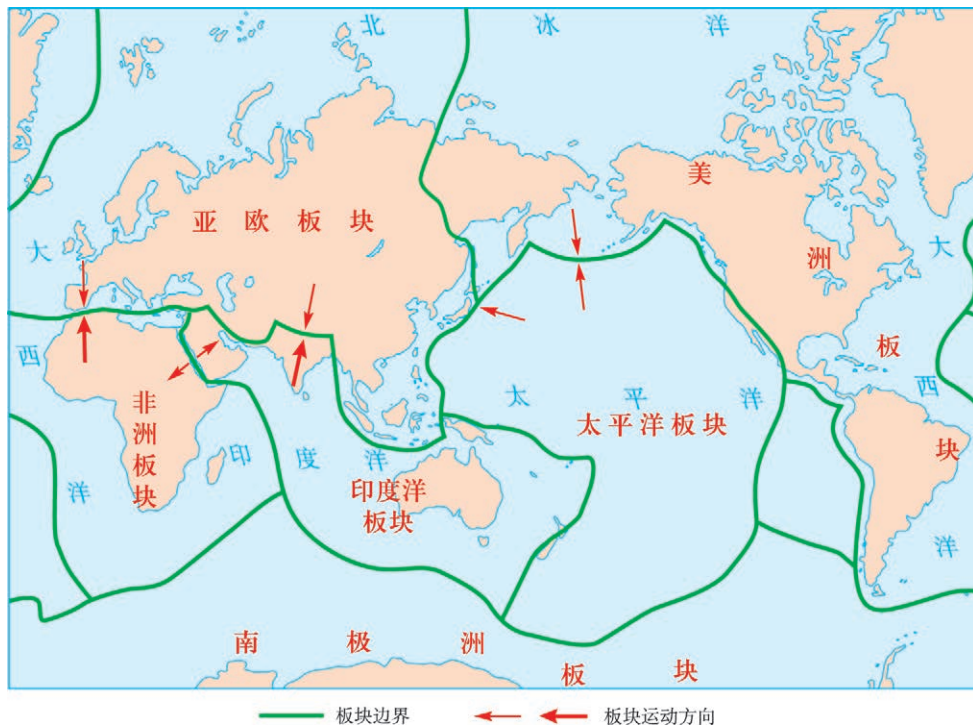 北冰洋
美
亚欧板块
大
大
洲
西
板
西
太平洋
非洲板块
太平洋板块
块
印度洋
洋
印度洋
板块
洋
南极洲
板块
板块边界
板块运动方向